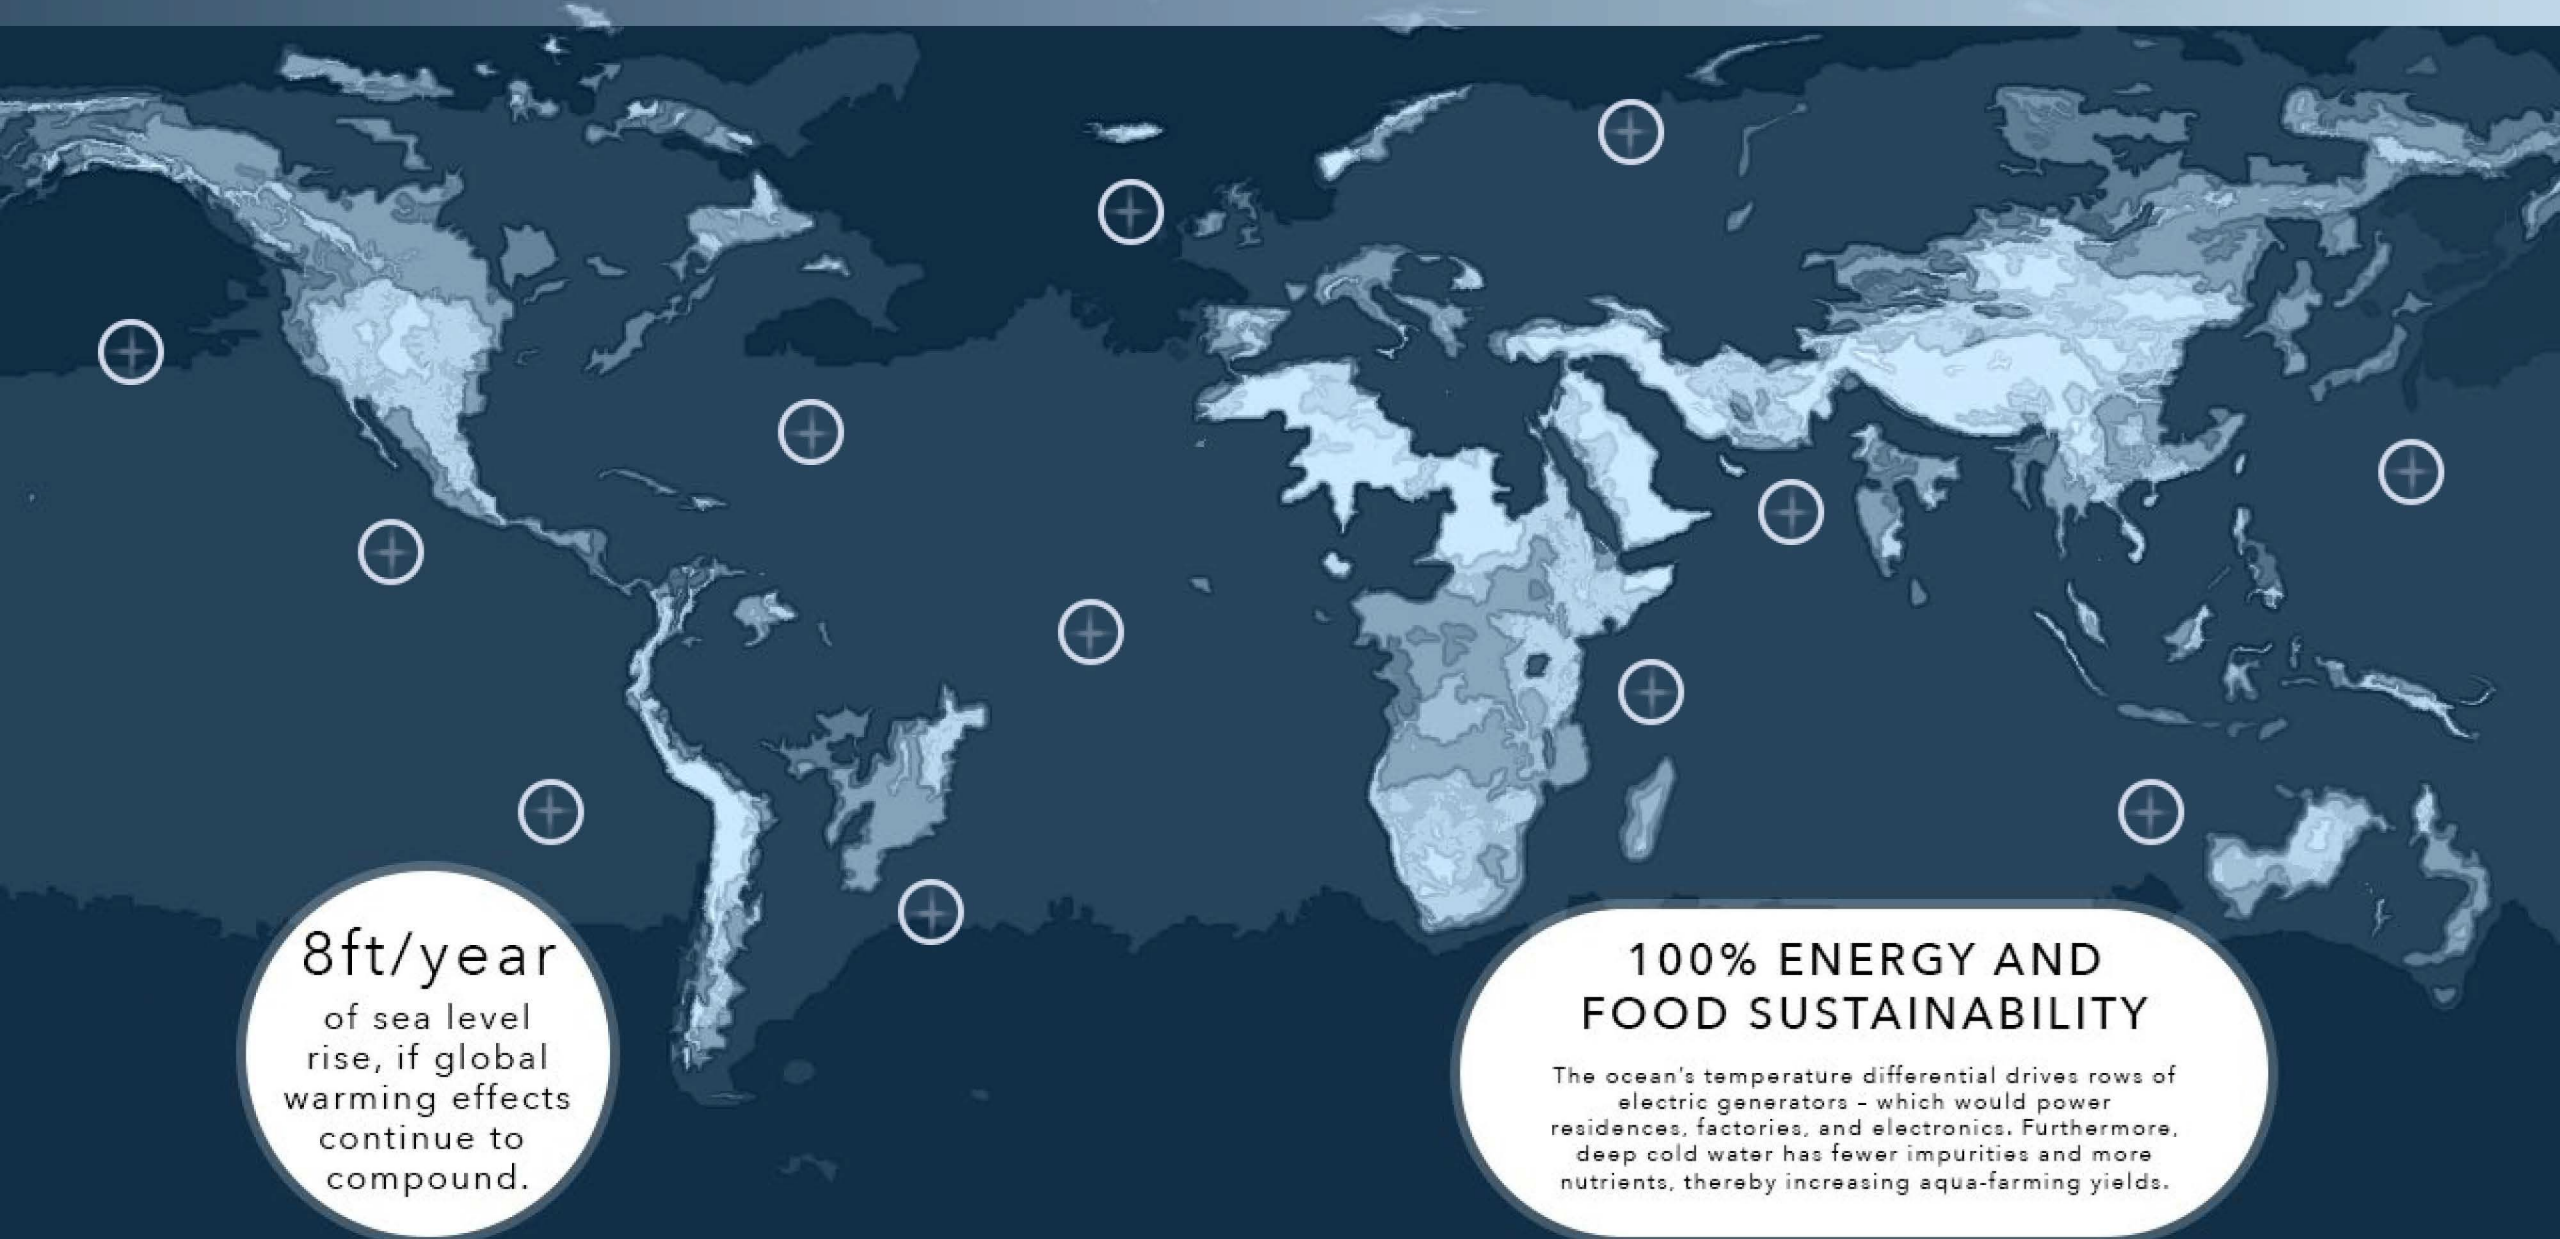 8ft/year
of sea level
rise, if global
warming effects
continue to
compound.
100% ENERGY AND
FOOD SUSTAINABILITY
The ocean's temperature differential drives rows of
electric generators – which would power
residences, factories, and electronics. Furthermore,
deep cold water has fewer impurities and more
nutrients, thereby increasing aqua-farming yields.